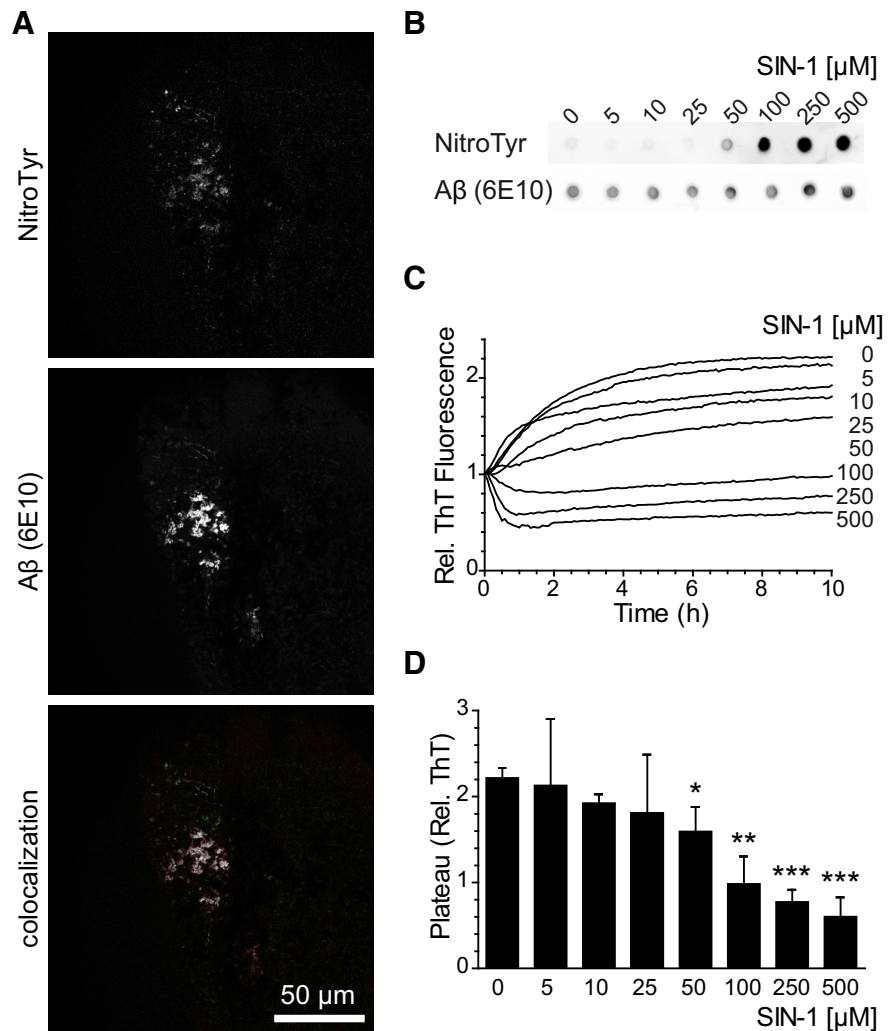 A
NitroTyr
Aβ (6E10)
colocalization
50 µm
B
SIN-1 [µM]
0 5 10 25 50 100 250 500
NitroTyr
Aβ (6E10)
C
SIN-1 [µM]
Rel. ThT Fluorescence
2
1
0
0
5
10
25
50
100
250
500
0 2 4 6 8 10
Time (h)
D
Plateau (Rel. ThT)
3
2
1
0
* ** *** ***
0 5 10 25 50 100 250 500
SIN-1 [µM]